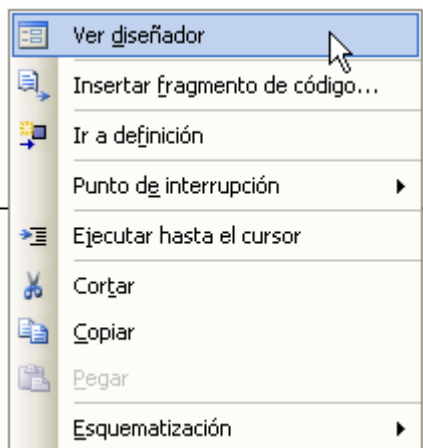 Ver diseñador
Insertar fragmento de código...
Ir a definición
Punto de interrupción
Ejecutar hasta el cursor
Cortar
Copiar
Pegar
Esquematización